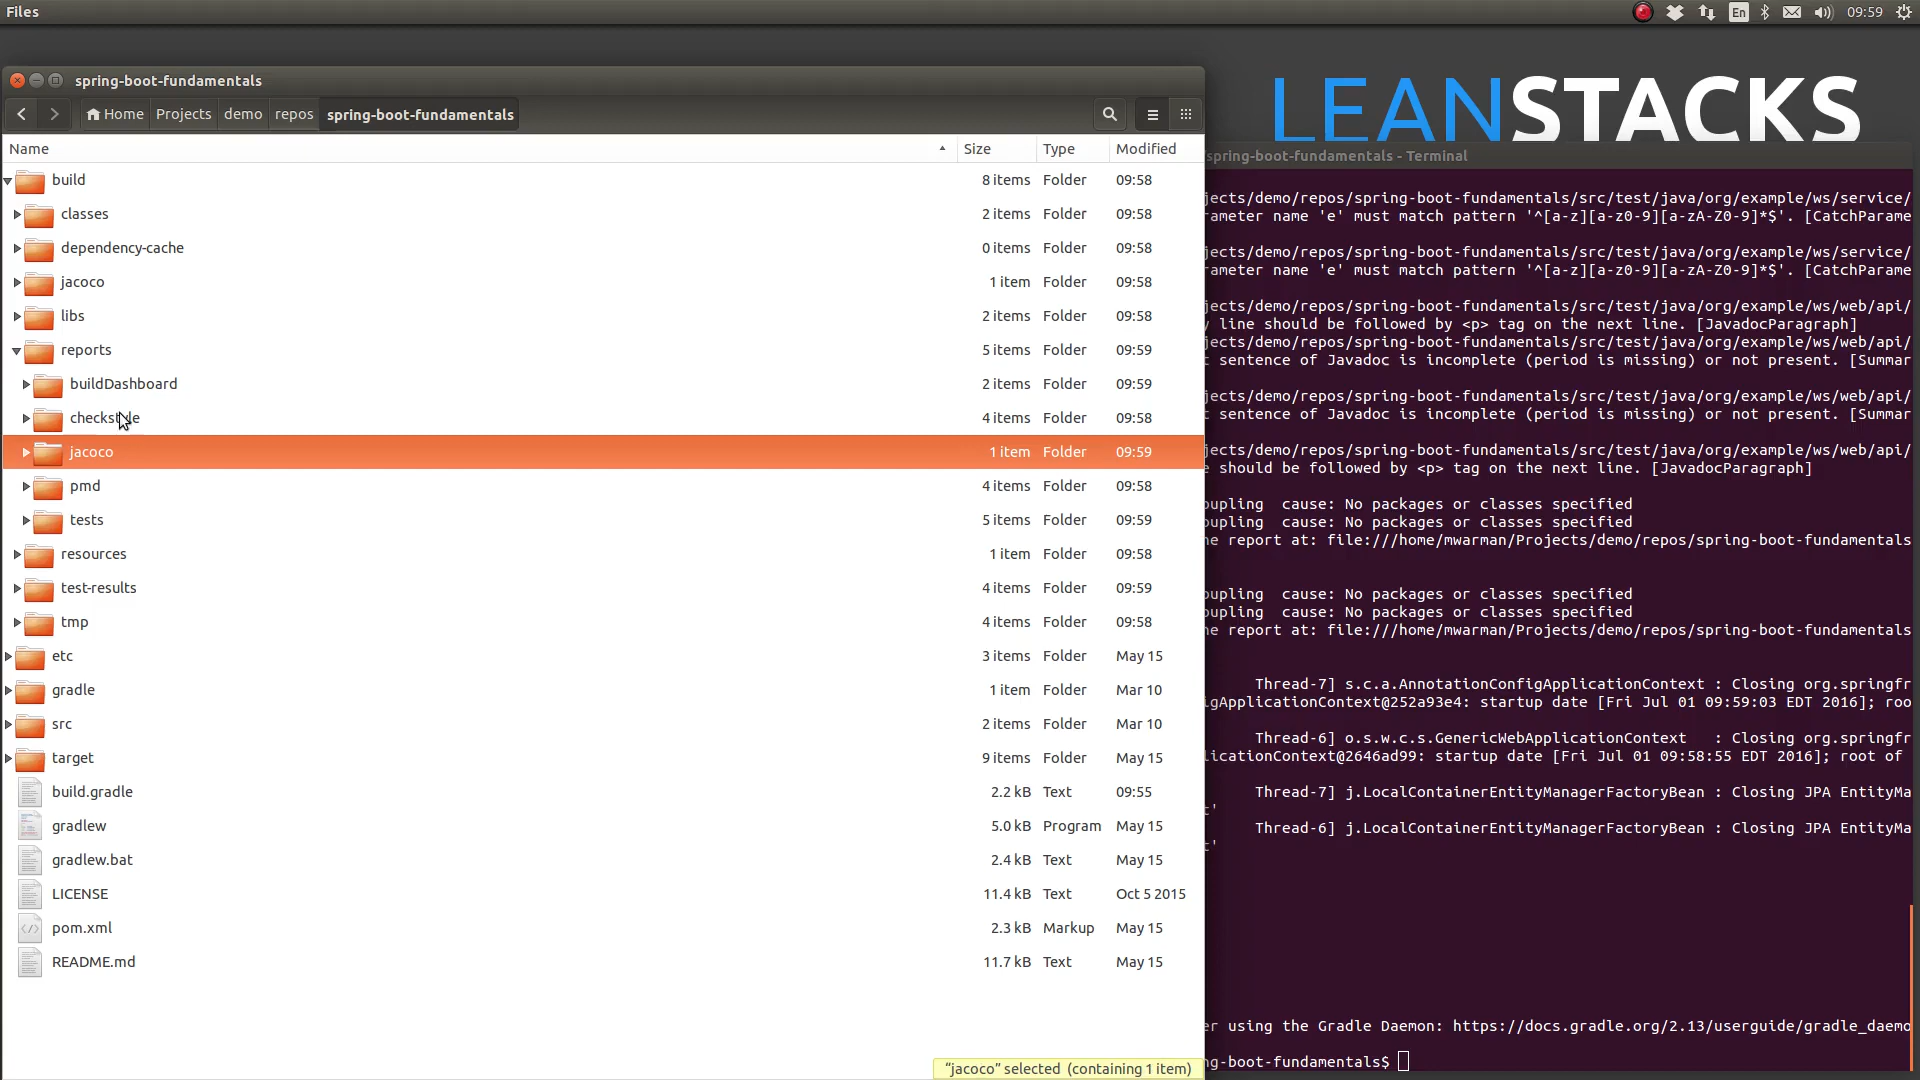 Files
En
09:59
LEANSTACKS
spring-boot-fundamentals
Home
Projects
demo
repos
spring-boot-fundamentals
Name Size Type Modified
build 8 items Folder 09:58
classes 2 items Folder 09:58
dependency-cache 0 items Folder 09:58
jacoco 1 item Folder 09:58
libs 2 items Folder 09:58
reports 5 items Folder 09:59
buildDashboard 2 items Folder 09:59
checkstyle 4 items Folder 09:58
jacoco 1 item Folder 09:59
pmd 4 items Folder 09:58
tests 5 items Folder 09:59
resources 1 item Folder 09:58
test-results 4 items Folder 09:59
tmp 4 items Folder 09:58
etc 3 items Folder May 15
gradle 1 item Folder Mar 10
src 2 items Folder Mar 10
target 9 items Folder May 15
build.gradle 2.2 kB Text 09:55
gradlew 5.0 kB Program May 15
gradlew.bat 2.4 kB Text May 15
LICENSE 11.4 kB Text Oct 5 2015
pom.xml 2.3 kB Markup May 15
README.md 11.7 kB Text May 15
"jacoco" selected (containing 1 item)
spring-boot-fundamentals - Terminal
jects/demo/repos/spring-boot-fundamentals/src/test/java/org/example/ws/service/
rameter name 'e' must match pattern '^[a-z][a-z0-9][a-zA-Z0-9]*$'. [CatchParame
jects/demo/repos/spring-boot-fundamentals/src/test/java/org/example/ws/service/
rameter name 'e' must match pattern '^[a-z][a-z0-9][a-zA-Z0-9]*$'. [CatchParame
jects/demo/repos/spring-boot-fundamentals/src/test/java/org/example/ws/web/api/
y line should be followed by <p> tag on the next line. [JavadocParagraph]
jects/demo/repos/spring-boot-fundamentals/src/test/java/org/example/ws/web/api/
t sentence of Javadoc is incomplete (period is missing) or not present. [Summar
jects/demo/repos/spring-boot-fundamentals/src/test/java/org/example/ws/web/api/
t sentence of Javadoc is incomplete (period is missing) or not present. [Summar
jects/demo/repos/spring-boot-fundamentals/src/test/java/org/example/ws/web/api/
e should be followed by <p> tag on the next line. [JavadocParagraph]
oupling  cause: No packages or classes specified
oupling  cause: No packages or classes specified
he report at: file:///home/mwarman/Projects/demo/repos/spring-boot-fundamentals
oupling  cause: No packages or classes specified
oupling  cause: No packages or classes specified
he report at: file:///home/mwarman/Projects/demo/repos/spring-boot-fundamentals
Thread-7] s.c.a.AnnotationConfigApplicationContext : Closing org.springfr
igApplicationContext@252a93e4: startup date [Fri Jul 01 09:59:03 EDT 2016]; roo
Thread-6] o.s.w.c.s.GenericWebApplicationContext   : Closing org.springfr
licationContext@2646ad99: startup date [Fri Jul 01 09:58:55 EDT 2016]; root of
Thread-7] j.LocalContainerEntityManagerFactoryBean : Closing JPA EntityMa
t'
Thread-6] j.LocalContainerEntityManagerFactoryBean : Closing JPA EntityMa
t'
er using the Gradle Daemon: https://docs.gradle.org/2.13/userguide/gradle_daemo
ng-boot-fundamentals$